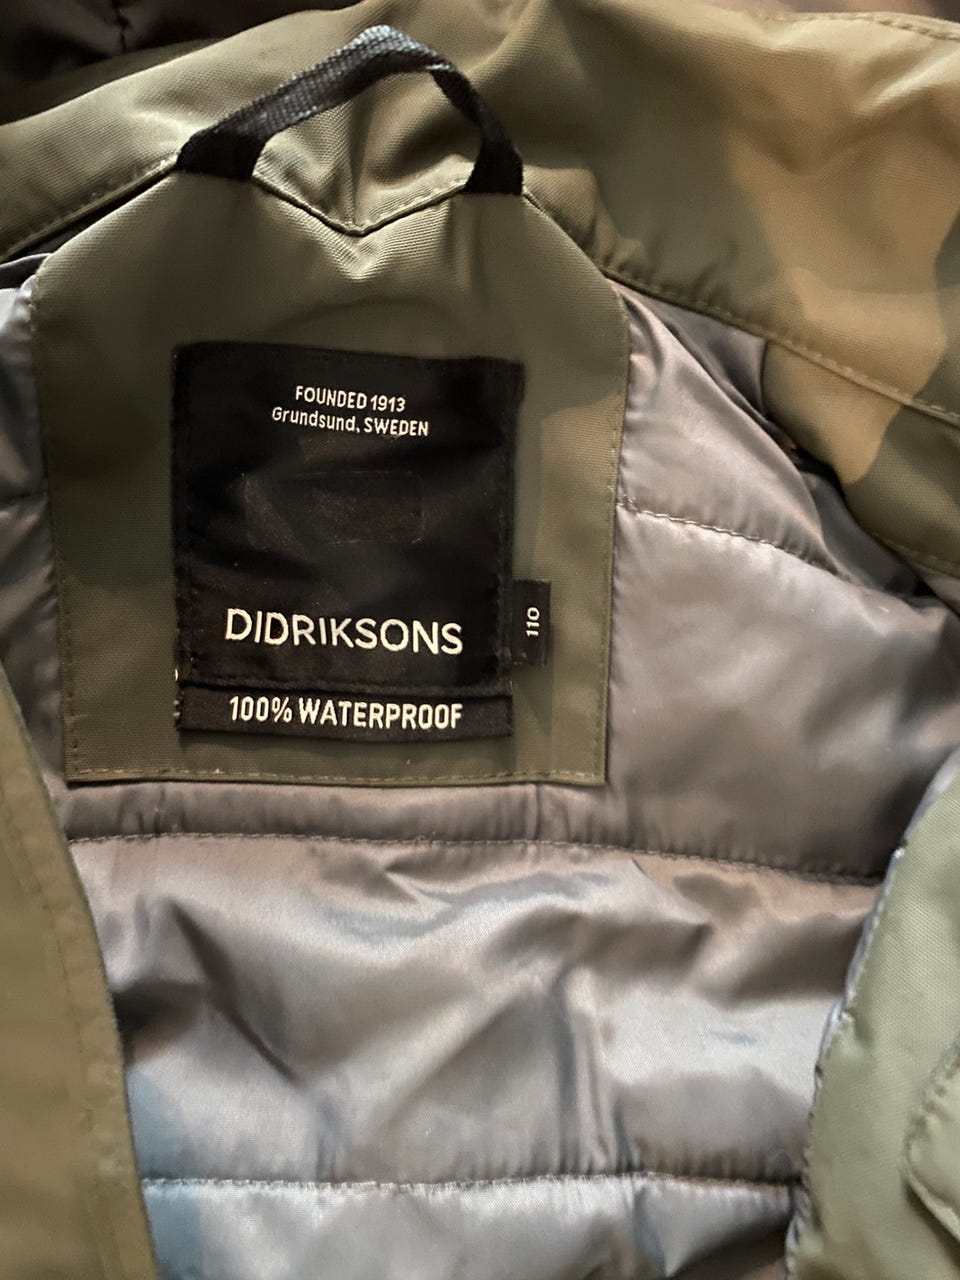 FOUNDED 1913
Grundsund, SWEDEN
DIDRIKSONS
110
100% WATERPROOF